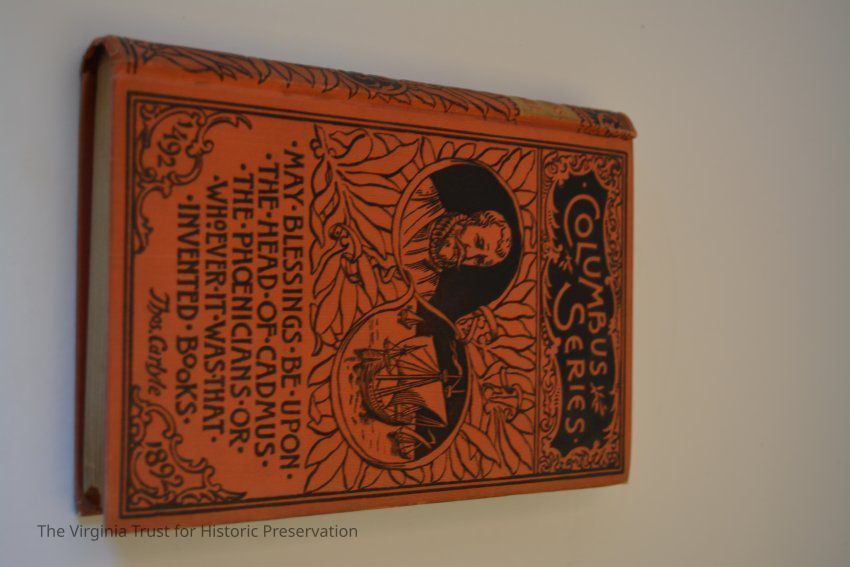 ·COLUMBUS
SERIES·
·MAY·BLESSINGS·BE·UPON·
·THE·HEAD·OF·CADMUS·
·THE·PHŒNICIANS·OR·
·WHOEVER·IT·WAS·THAT·
·INVENTED·BOOKS·
Thos. Carlyle
1492
1892
The Virginia Trust for Historic Preservation